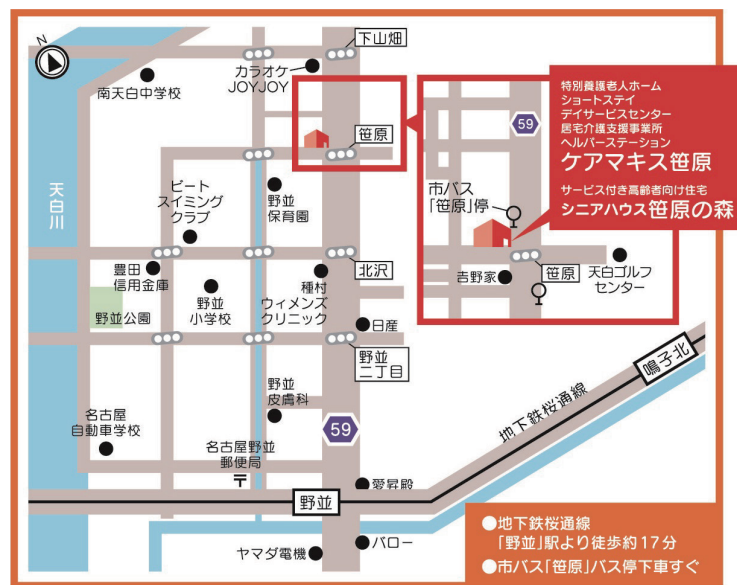 N
下山畑
カラオケ
JOYJOY
南天白中学校
笹原
天白川
ビート
スイミング
クラブ
野並
保育園
豊田
信用金庫
野並
小学校
種村
ウィメンズ
クリニック
北沢
野並公園
日産
野並
二丁目
野並
皮膚科
59
名古屋
自動車学校
名古屋野並
郵便局
〒
愛昇殿
野並
地下鉄桜通線
鳴子北
ヤマダ電機
バロー
59
特別養護老人ホーム
ショートステイ
デイサービスセンター
居宅介護支援事業所
ヘルパーステーション
ケアマキス笹原
サービス付き高齢者向け住宅
シニアハウス笹原の森
市バス
「笹原」停
吉野家
笹原
天白ゴルフ
センター
●地下鉄桜通線
「野並」駅より徒歩約17分
●市バス「笹原」バス停下車すぐ